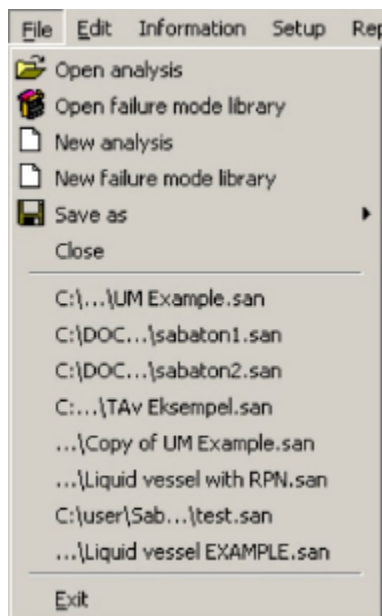 File Edit Information Setup Rep
Open analysis
Open failure mode library
New analysis
New failure mode library
Save as
Close
C:\...\UM Example.san
C:\DOC...\sabaton1.san
C:\DOC...\sabaton2.san
C:...\TAv Eksempel.san
...\Copy of UM Example.san
...\Liquid vessel with RPN.san
C:\user\Sab...\test.san
...\Liquid vessel EXAMPLE.san
Exit